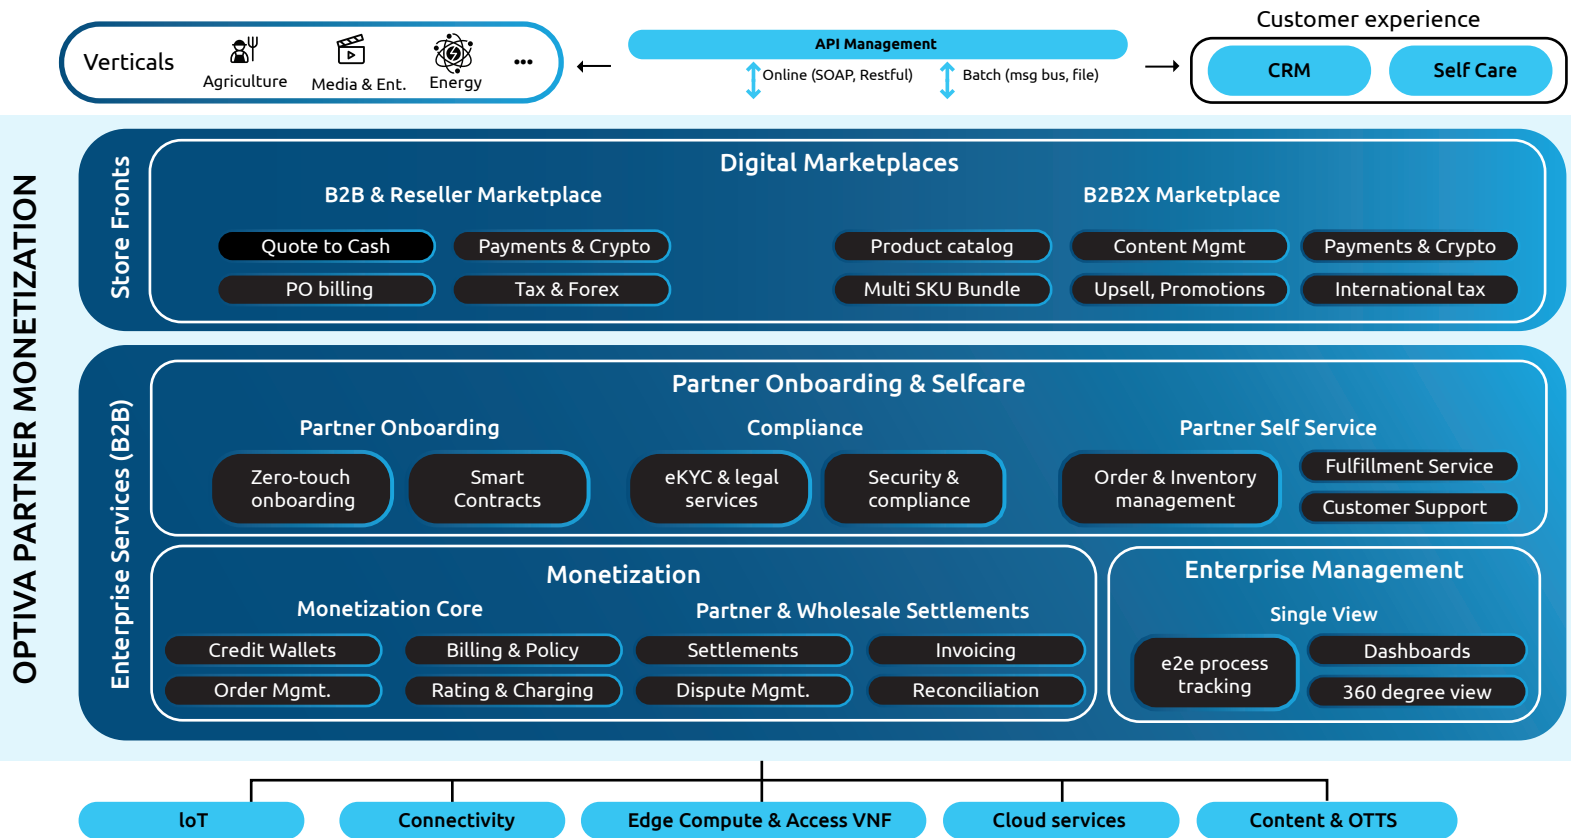 Customer experience
Verticals
Agriculture
Media & Ent.
Energy
...
API Management
Online (SOAP, Restful)
Batch (msg bus, file)
CRM
Self Care
OPTIVA PARTNER MONETIZATION
Store Fronts
Digital Marketplaces
B2B & Reseller Marketplace
B2B2X Marketplace
Quote to Cash
Payments & Crypto
Product catalog
Content Mgmt
Payments & Crypto
PO billing
Tax & Forex
Multi SKU Bundle
Upsell, Promotions
International tax
Enterprise Services (B2B)
Partner Onboarding & Selfcare
Partner Onboarding
Compliance
Partner Self Service
Zero-touch
onboarding
Smart
Contracts
eKYC & legal
services
Security &
compliance
Order & Inventory
management
Fulfillment Service
Customer Support
Monetization
Monetization Core
Partner & Wholesale Settlements
Credit Wallets
Billing & Policy
Settlements
Invoicing
Order Mgmt.
Rating & Charging
Dispute Mgmt.
Reconciliation
Enterprise Management
Single View
e2e process
tracking
Dashboards
360 degree view
IoT
Connectivity
Edge Compute & Access VNF
Cloud services
Content & OTTS